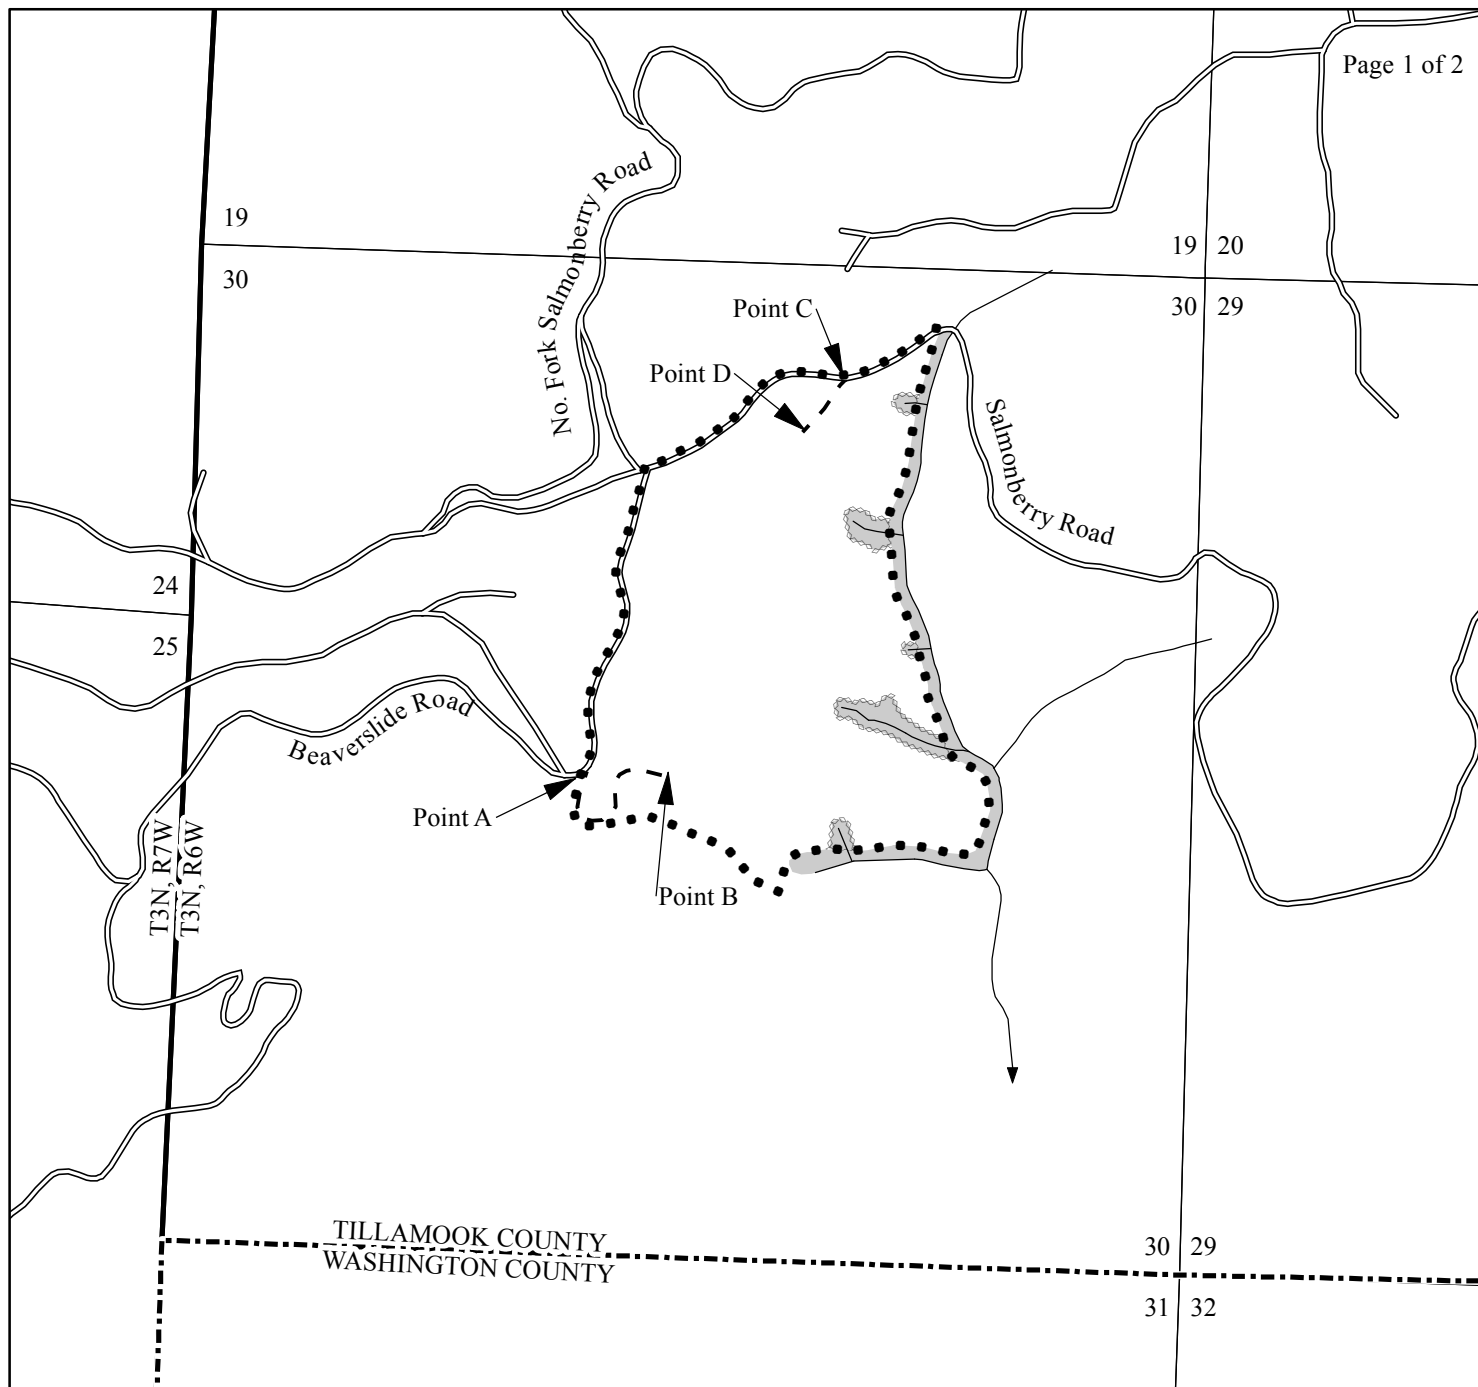 Page 1 of 2
No. Fork Salmonberry Road
19
30
19 20
30 29
Point C
Point D
Salmonberry Road
24
25
Beaverslide Road
Point A
Point B
T3N, R7W
T3N, R6W
TILLAMOOK COUNTY
WASHINGTON COUNTY
30 29
31 32